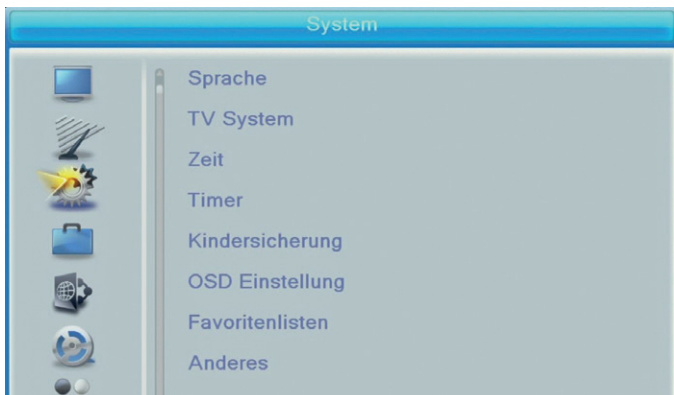 System
Sprache
TV System
Zeit
Timer
Kindersicherung
OSD Einstellung
Favoritenlisten
Anderes